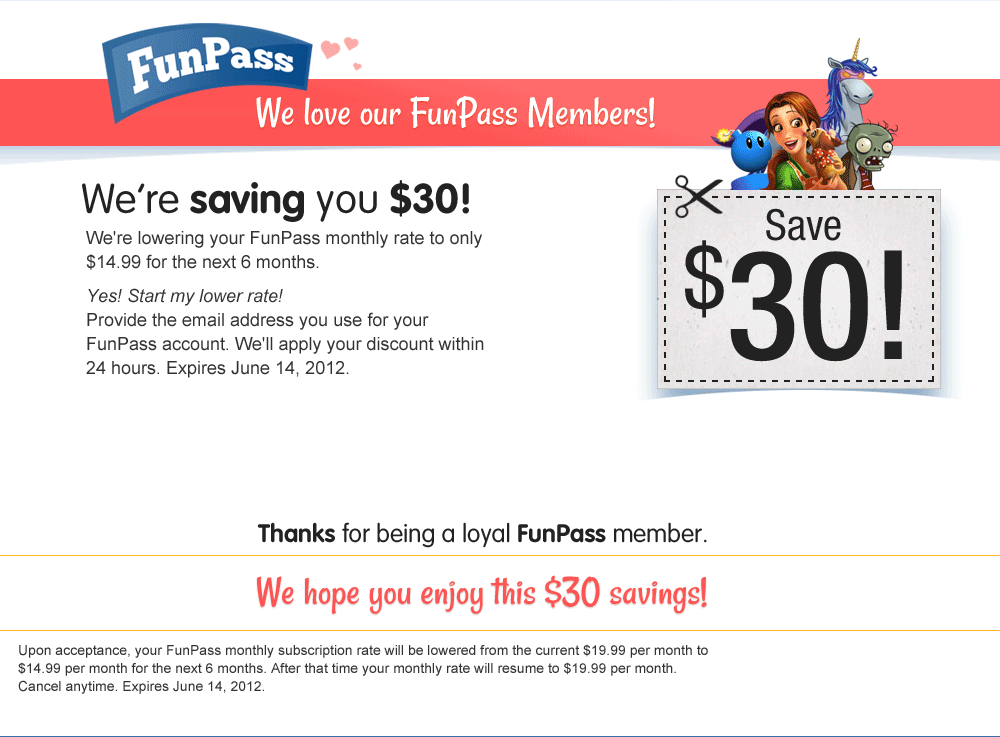 FunPass
We love our FunPass Members!
We're saving you $30!
We're lowering your FunPass monthly rate to only
$14.99 for the next 6 months.
Yes! Start my lower rate!
Provide the email address you use for your
FunPass account. We'll apply your discount within
24 hours. Expires June 14, 2012.
Save
$30!
Thanks for being a loyal FunPass member.
We hope you enjoy this $30 savings!
Upon acceptance, your FunPass monthly subscription rate will be lowered from the current $19.99 per month to
$14.99 per month for the next 6 months. After that time your monthly rate will resume to $19.99 per month.
Cancel anytime. Expires June 14, 2012.